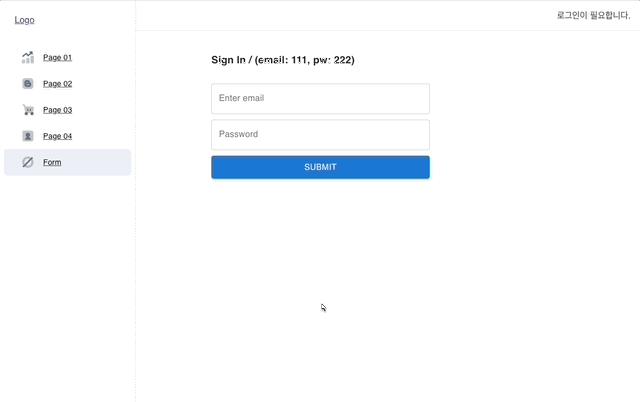 Logo
로그인이 필요합니다.
Page 01
Page 02
Page 03
Page 04
Form
Sign In / (email: 111, pw: 222)
Enter email
Password
SUBMIT